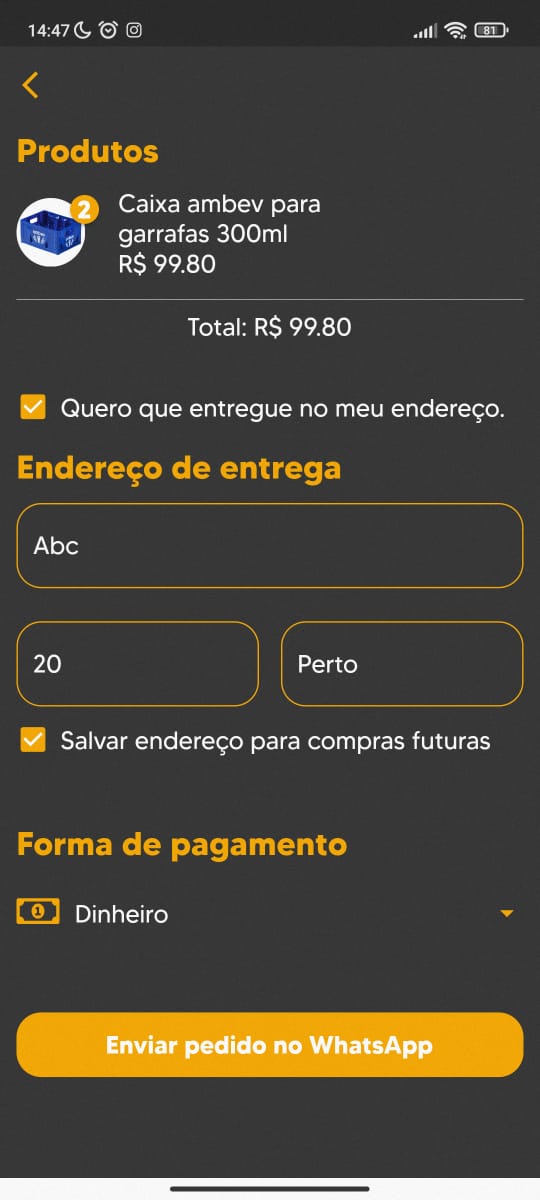 14:47
81
Produtos
2
Caixa ambev para
garrafas 300ml
R$ 99.80
Total: R$ 99.80
Quero que entregue no meu endereço.
Endereço de entrega
Abc
20
Perto
Salvar endereço para compras futuras
Forma de pagamento
1
Dinheiro
Enviar pedido no WhatsApp